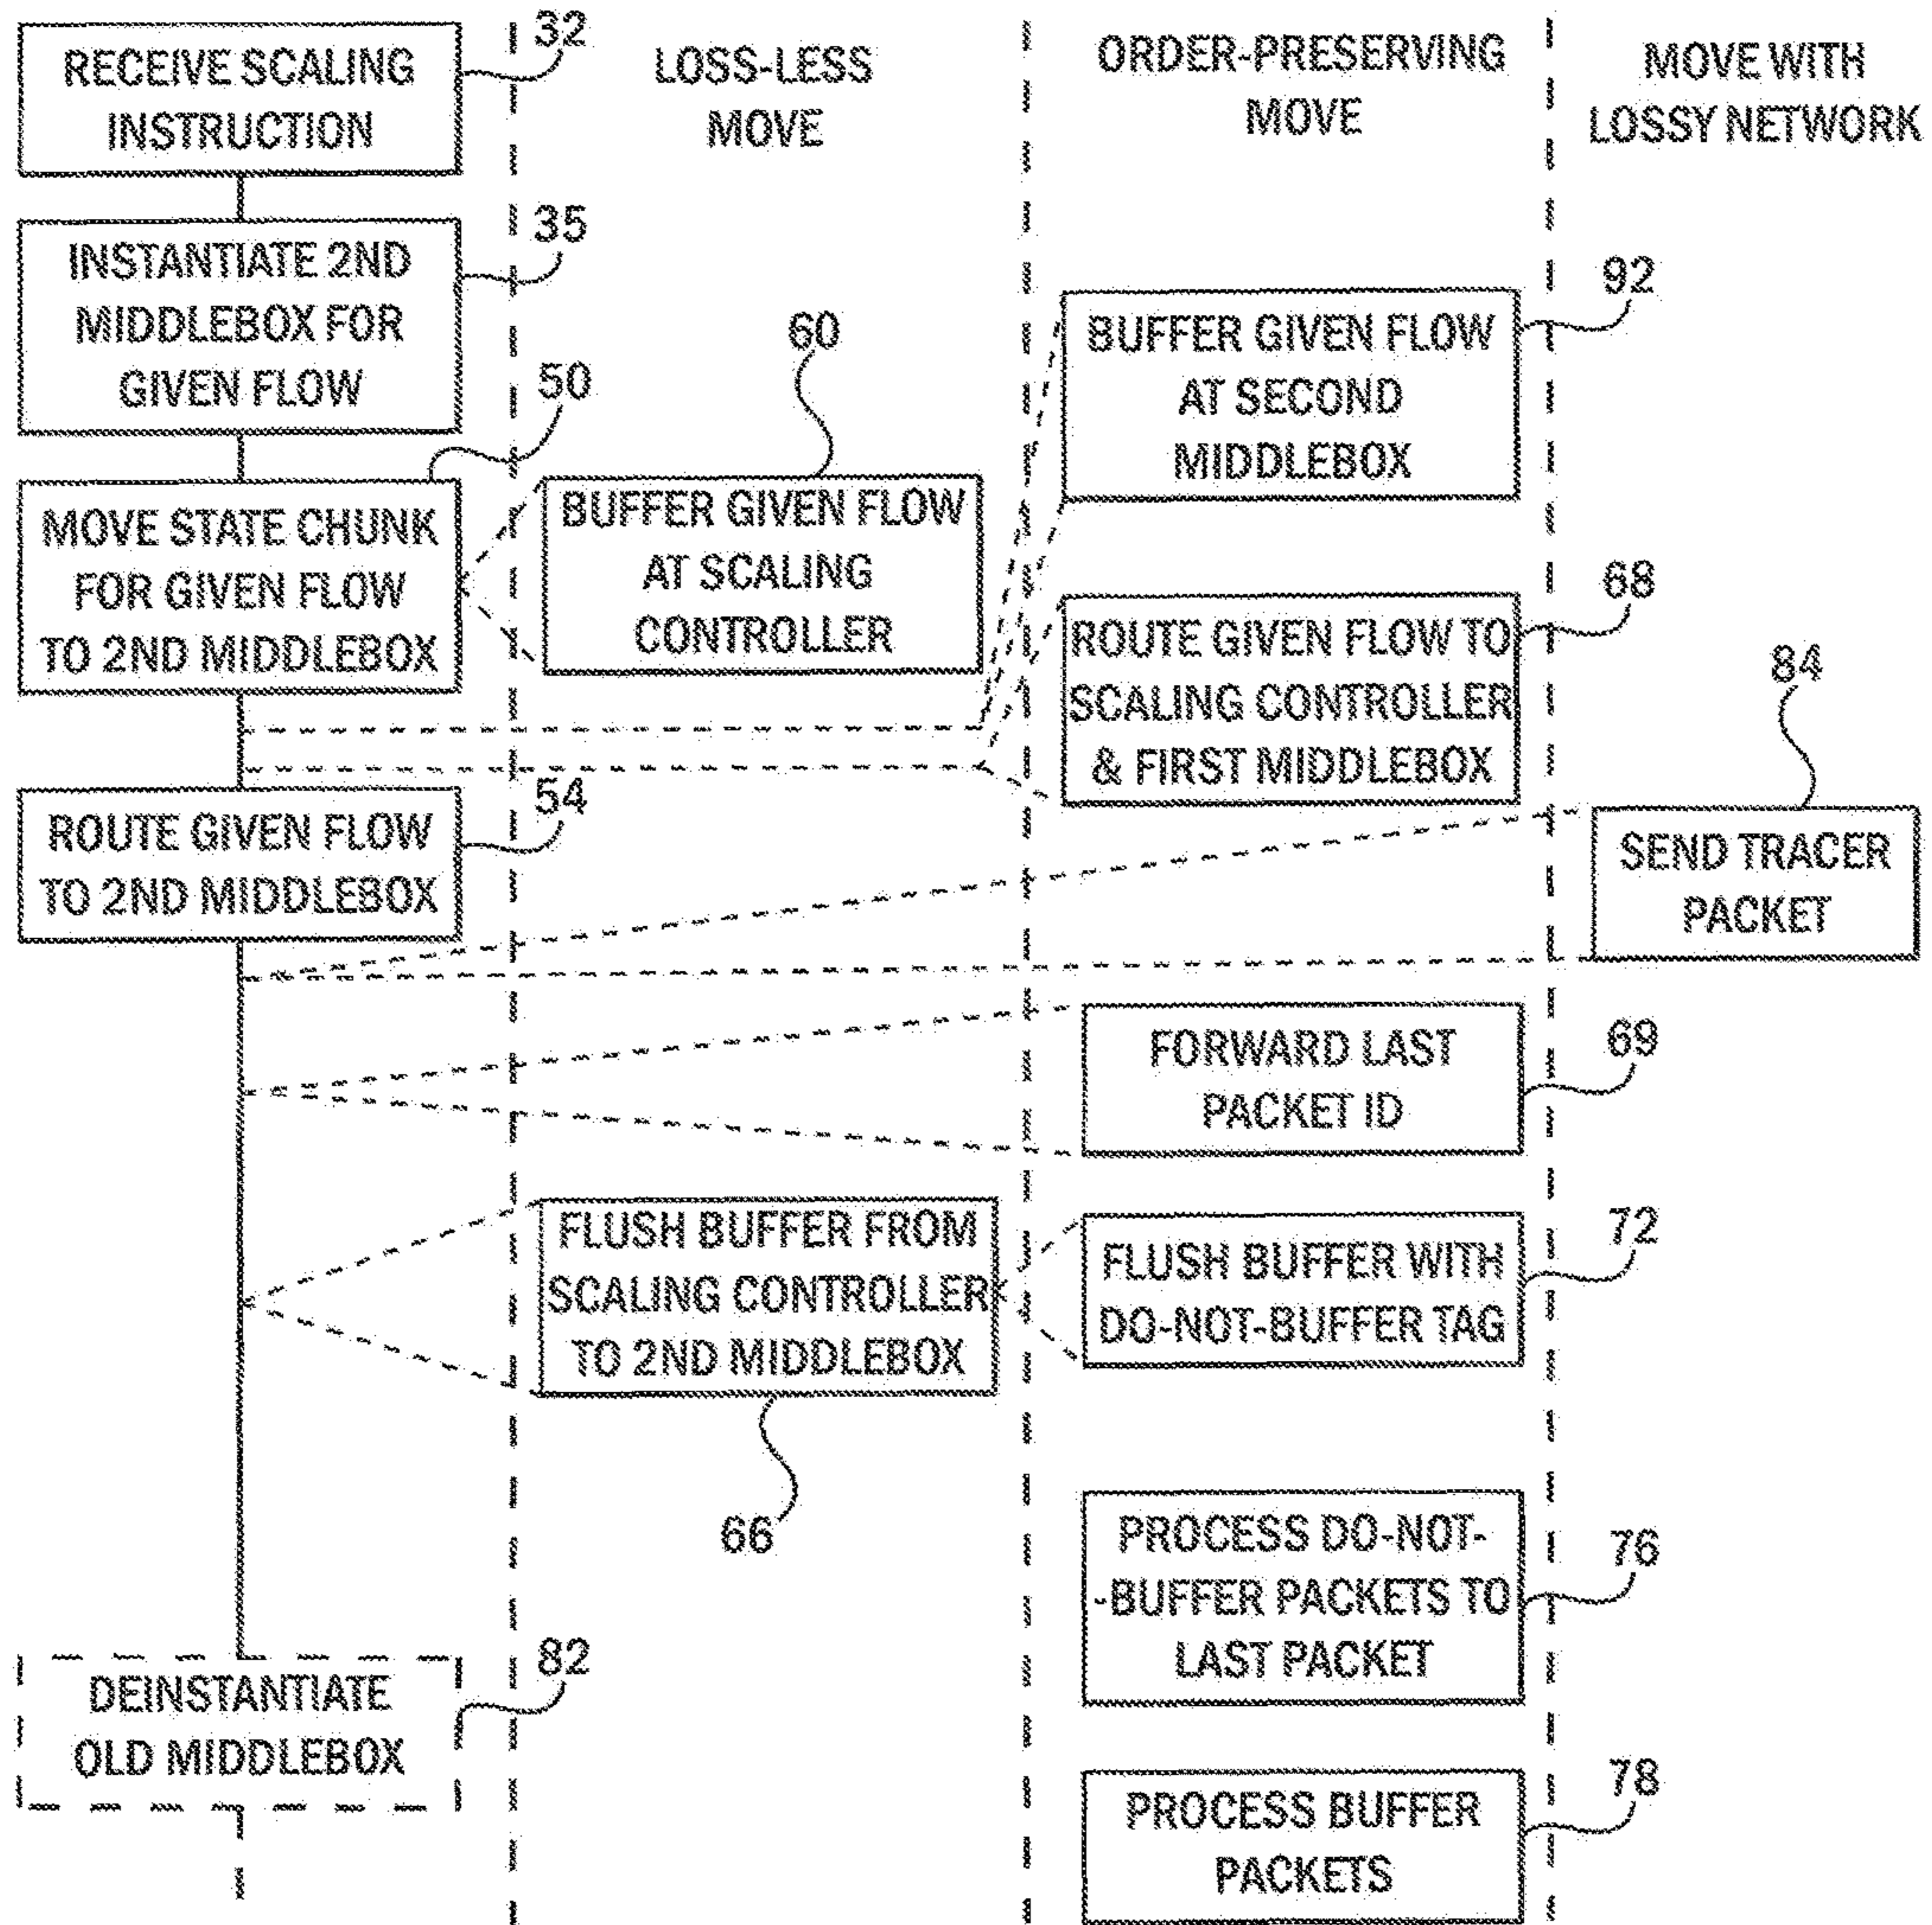 RECEIVE SCALING
INSTRUCTION
32
LOSS-LESS
MOVE
ORDER-PRESERVING
MOVE
MOVE WITH
LOSSY NETWORK
INSTANTIATE 2ND
MIDDLEBOX FOR
GIVEN FLOW
35
50
MOVE STATE CHUNK
FOR GIVEN FLOW
TO 2ND MIDDLEBOX
60
BUFFER GIVEN FLOW
AT SCALING
CONTROLLER
92
BUFFER GIVEN FLOW
AT SECOND
MIDDLEBOX
68
ROUTE GIVEN FLOW TO
SCALING CONTROLLER
& FIRST MIDDLEBOX
84
SEND TRACER
PACKET
54
ROUTE GIVEN FLOW
TO 2ND MIDDLEBOX
FORWARD LAST
PACKET ID
69
FLUSH BUFFER FROM
SCALING CONTROLLER
TO 2ND MIDDLEBOX
66
FLUSH BUFFER WITH
DO-NOT-BUFFER TAG
72
PROCESS DO-NOT-
-BUFFER PACKETS TO
LAST PACKET
76
DEINSTANTIATE
OLD MIDDLEBOX
82
PROCESS BUFFER
PACKETS
78